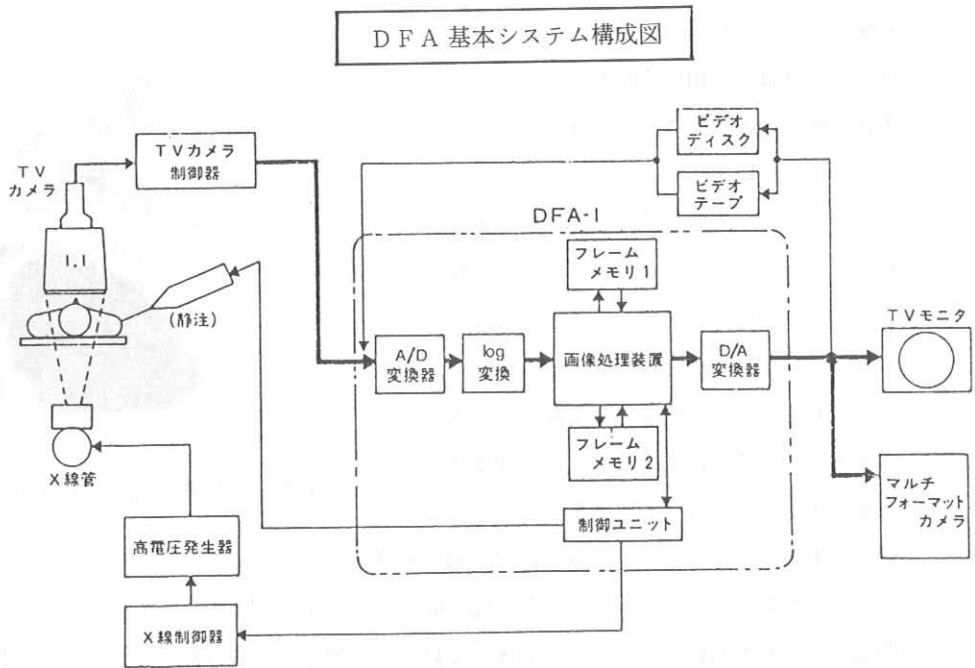 DFA基本システム構成図
TV
カメラ
TVカメラ
制御器
ビデオ
ディスク
ビデオ
テープ
DFA-1
I.I
(静注)
フレーム
メモリ1
A/D
変換器
log
変換
画像処理装置
D/A
変換器
TVモニタ
フレーム
メモリ2
X線管
制御ユニット
マルチ
フォーマット
カメラ
高電圧発生器
X線制御器